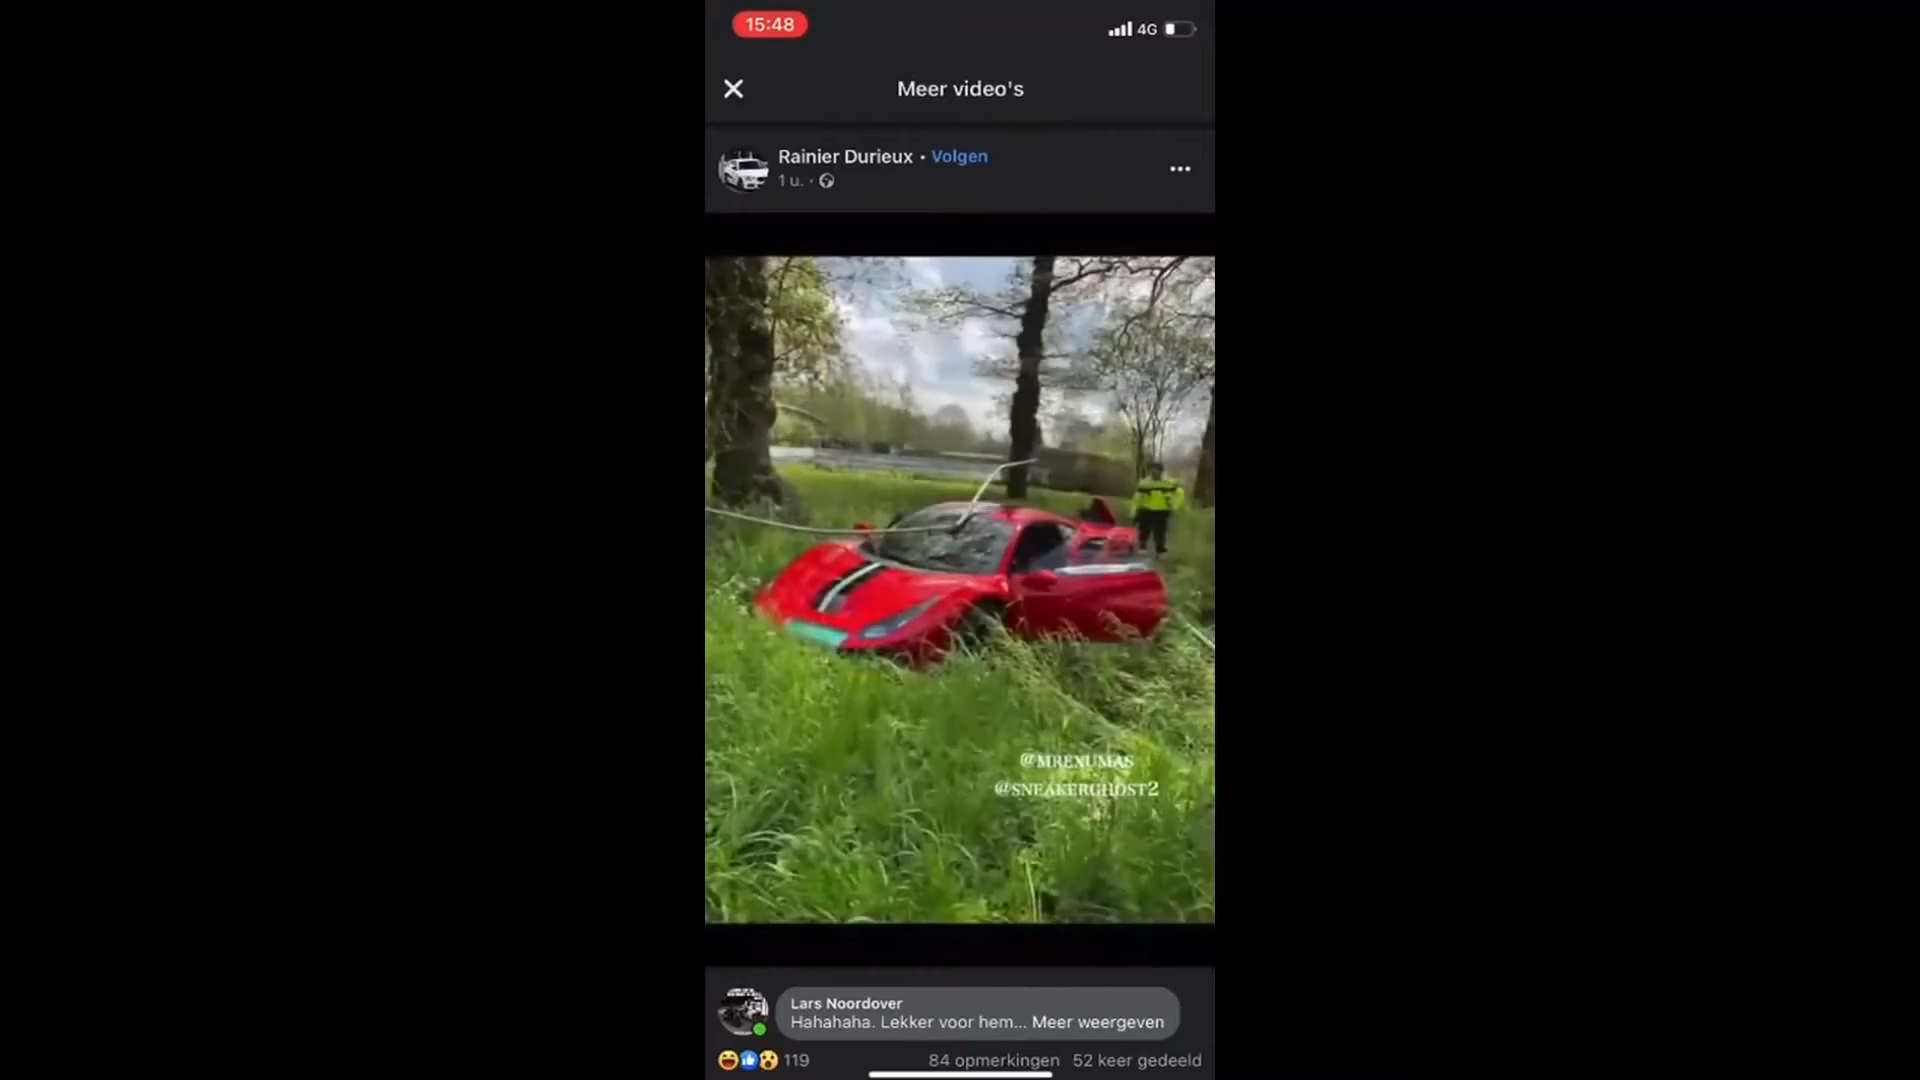 15:48
4G
Meer video's
Rainier Durieux • Volgen
1 u. ·
@MREXUMAS
@SNEAKERGHOST2
Lars Noordover
Hahahaha. Lekker voor hem... Meer weergeven
119
84 opmerkingen 52 keer gedeeld